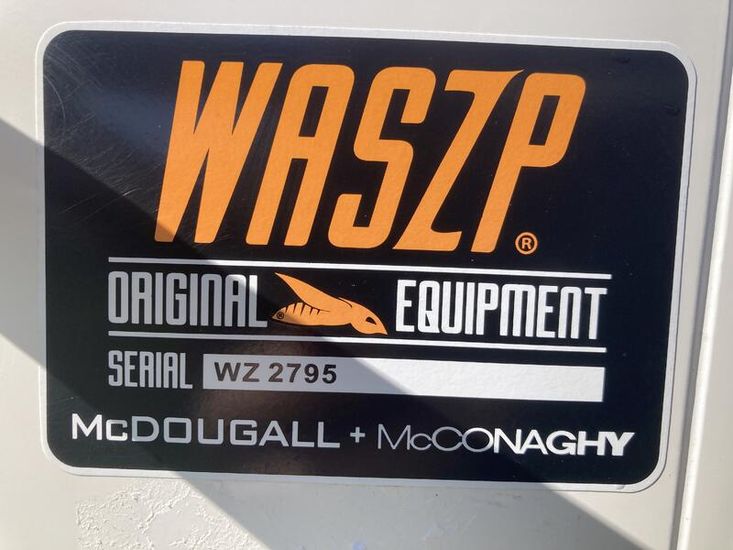 WASZP®
ORIGINAL ® EQUIPMENT
SERIAL WZ 2795
McDOUGALL + McCONAGHY